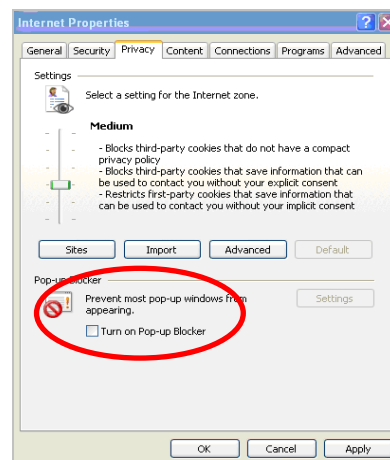 Internet Properties
General Security Privacy Content Connections Programs Advanced
Settings
Select a setting for the Internet zone.
Medium
- Blocks third-party cookies that do not have a compact
privacy policy
- Blocks third-party cookies that save information that can
be used to contact you without your explicit consent
- Restricts first-party cookies that save information that
can be used to contact you without your implicit consent
Sites Import Advanced Default
Pop-up Blocker
Prevent most pop-up windows from
appearing.
Settings
Turn on Pop-up Blocker
OK Cancel Apply